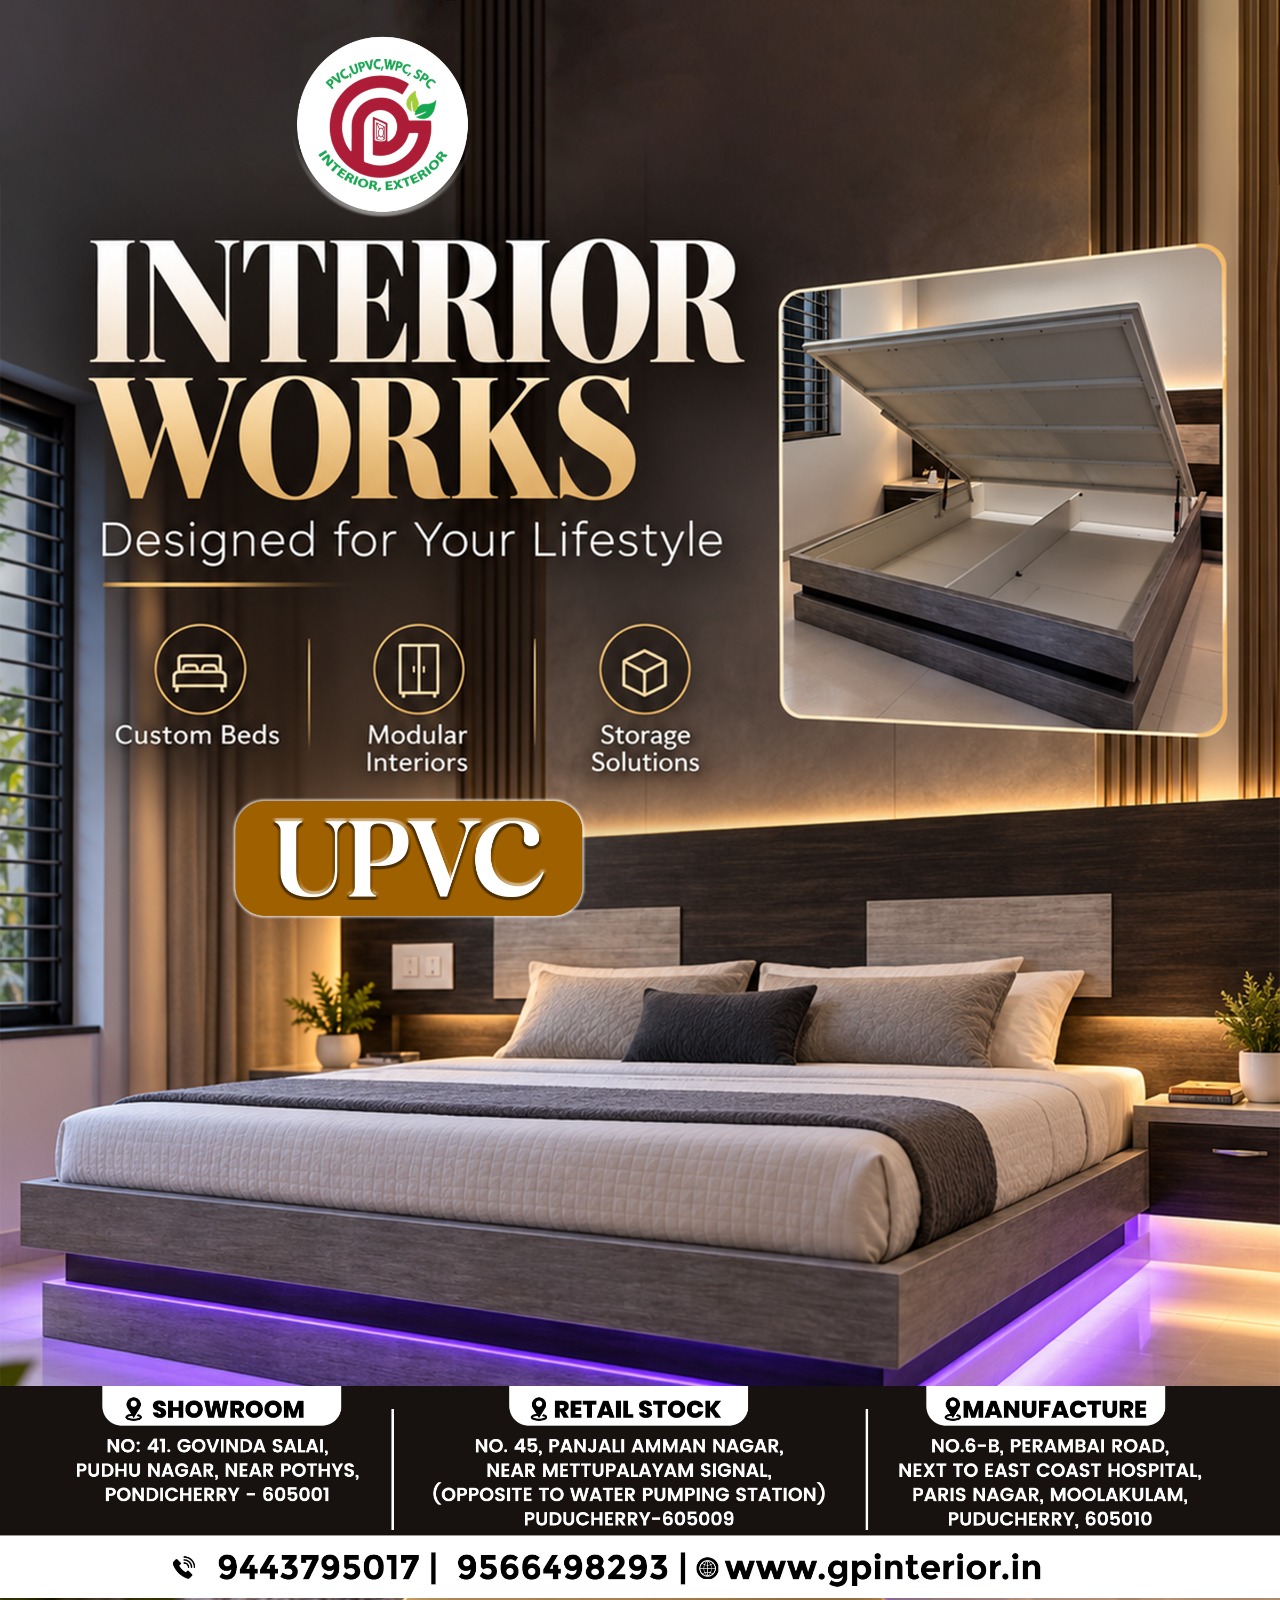 PVC,UPVC,WPC, SPC
INTERIOR, EXTERIOR
INTERIOR
WORKS
Designed for Your Lifestyle
Custom Beds
Modular
Interiors
Storage
Solutions
UPVC
SHOWROOM
NO: 41. GOVINDA SALAI,
PUDHU NAGAR, NEAR POTHYS,
PONDICHERRY - 605001
RETAIL STOCK
NO. 45, PANJALI AMMAN NAGAR,
NEAR METTUPALAYAM SIGNAL,
(OPPOSITE TO WATER PUMPING STATION)
PUDUCHERRY-605009
MANUFACTURE
NO.6-B, PERAMBAI ROAD,
NEXT TO EAST COAST HOSPITAL,
PARIS NAGAR, MOOLAKULAM,
PUDUCHERRY, 605010
9443795017 | 9566498293 | www.gpinterior.in